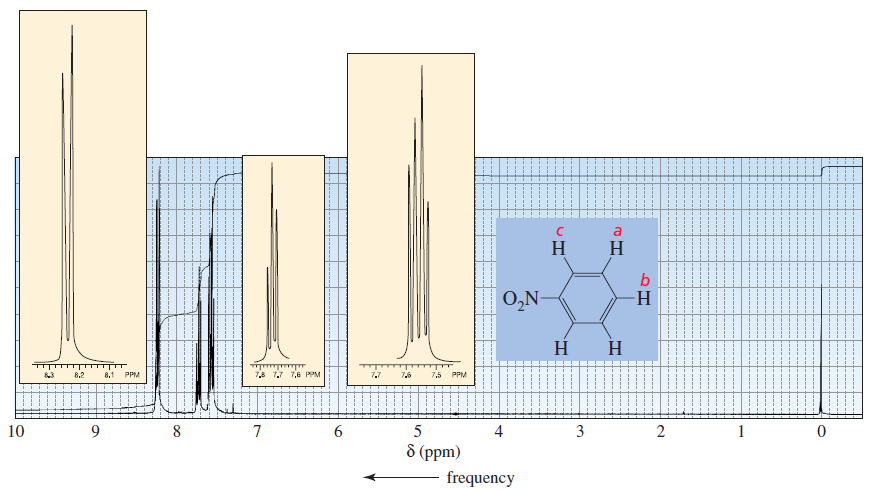 8.3 8.2 8.1 PPM
7.8 7.7 7.6 PPM
7.7 7.6 7.5 PPM
c a
H H
b
O₂N H
H H
10 9 8 7 6 5 4 3 2 1 0
δ (ppm)
frequency